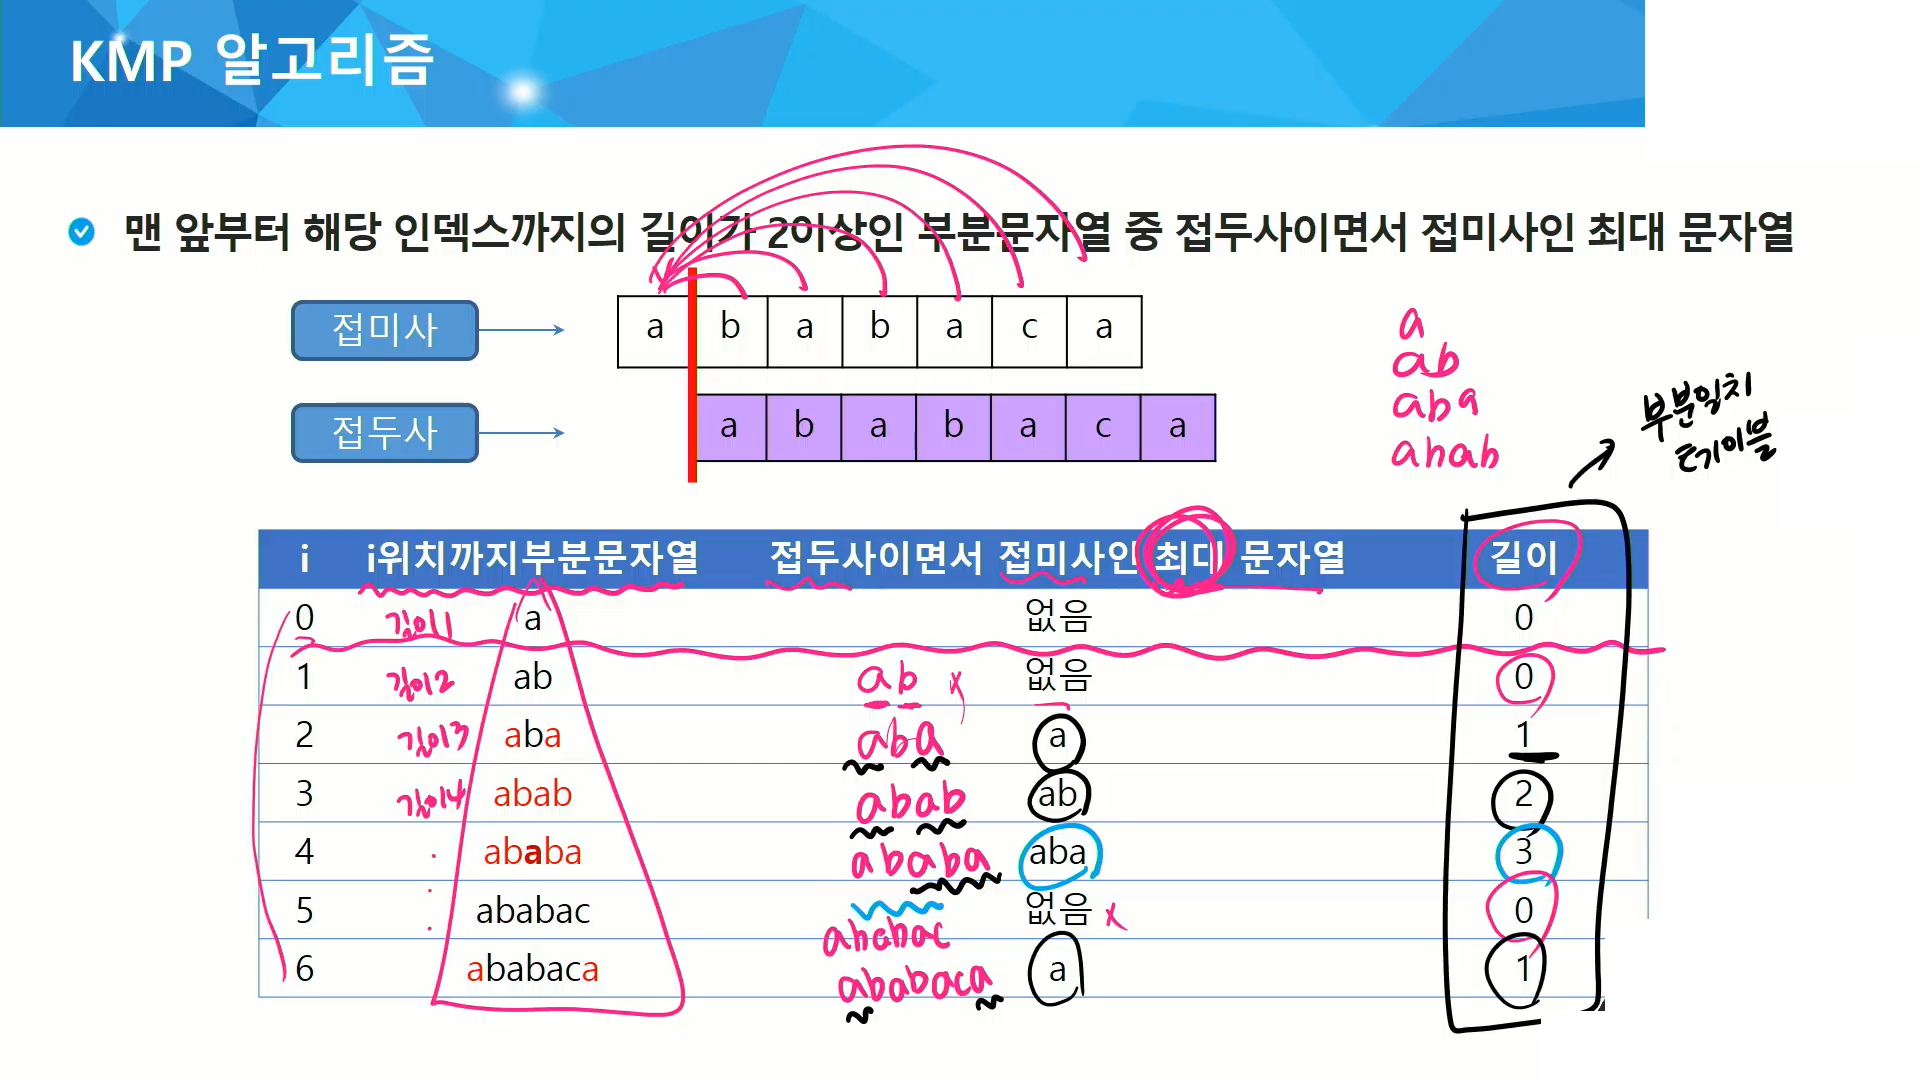 KMP 알고리즘
맨 앞부터 해당 인덱스까지의 길이가 2이상인 부분문자열 중 접두사이면서 접미사인 최대 문자열
접미사
a b a b a c a
접두사
a b a b a c a
a
ab
aba
abab
부분일치
테이블
i i위치까지부분문자열 접두사이면서 접미사인 최대 문자열 길이
0 길이1 a 없음 0
1 길이2 ab ab x 없음 0
2 길이3 aba aba a 1
3 길이4 abab abab ab 2
4 ababa ababa aba 3
5 ababac ababac 없음 x 0
6 ababaca ababaca a 1